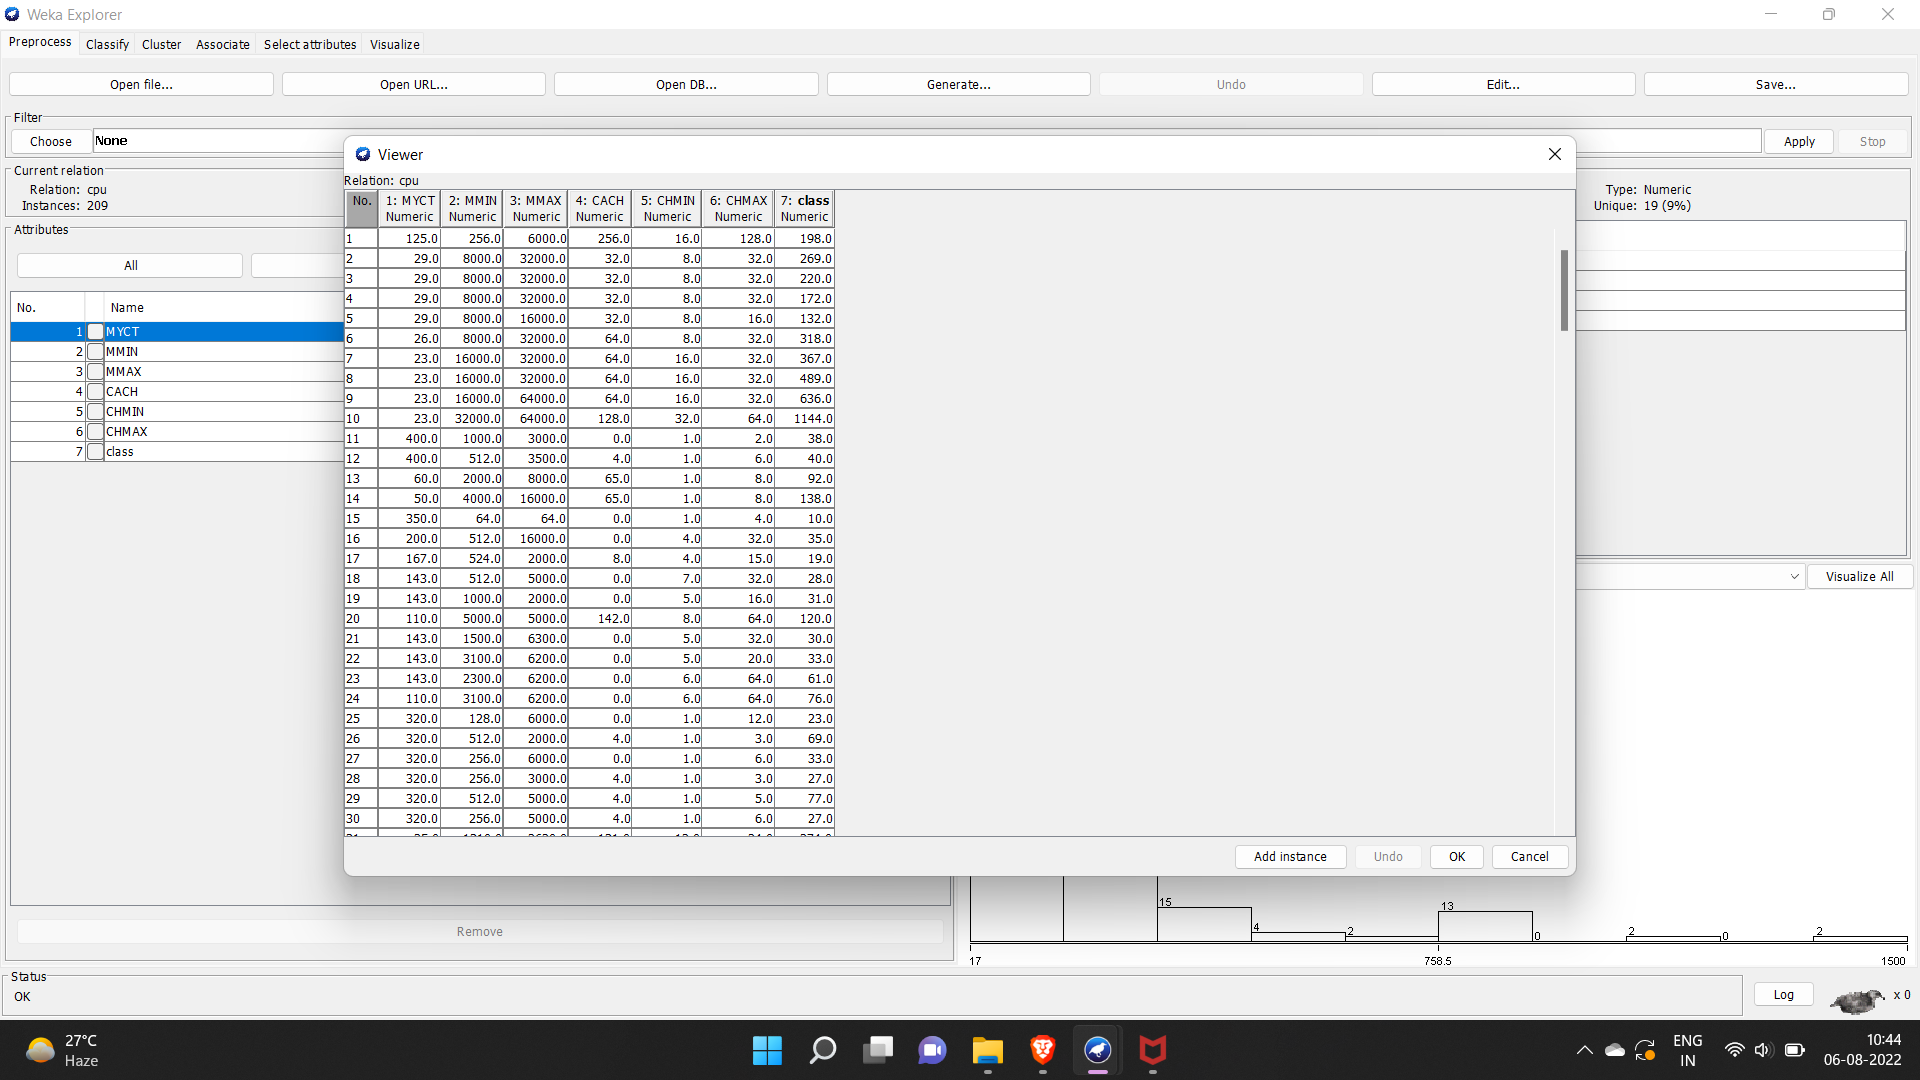 Weka Explorer
Preprocess Classify Cluster Associate Select attributes Visualize
Open file... Open URL... Open DB... Generate... Undo Edit... Save...
Filter
Choose None Apply Stop
Current relation
Relation: cpu
Instances: 209
Type: Numeric
Unique: 19 (9%)
Attributes
All
No. Name
1 MYCT
2 MMIN
3 MMAX
4 CACH
5 CHMIN
6 CHMAX
7 class
Remove
Viewer
Relation: cpu
No. 1: MYCT 2: MMIN 3: MMAX 4: CACH 5: CHMIN 6: CHMAX 7: class
Numeric Numeric Numeric Numeric Numeric Numeric Numeric
1 125.0 256.0 6000.0 256.0 16.0 128.0 198.0
2 29.0 8000.0 32000.0 32.0 8.0 32.0 269.0
3 29.0 8000.0 32000.0 32.0 8.0 32.0 220.0
4 29.0 8000.0 32000.0 32.0 8.0 32.0 172.0
5 29.0 8000.0 16000.0 32.0 8.0 16.0 132.0
6 26.0 8000.0 32000.0 64.0 8.0 32.0 318.0
7 23.0 16000.0 32000.0 64.0 16.0 32.0 367.0
8 23.0 16000.0 32000.0 64.0 16.0 32.0 489.0
9 23.0 16000.0 64000.0 64.0 16.0 32.0 636.0
10 23.0 32000.0 64000.0 128.0 32.0 64.0 1144.0
11 400.0 1000.0 3000.0 0.0 1.0 2.0 38.0
12 400.0 512.0 3500.0 4.0 1.0 6.0 40.0
13 60.0 2000.0 8000.0 65.0 1.0 8.0 92.0
14 50.0 4000.0 16000.0 65.0 1.0 8.0 138.0
15 350.0 64.0 64.0 0.0 1.0 4.0 10.0
16 200.0 512.0 16000.0 0.0 4.0 32.0 35.0
17 167.0 524.0 2000.0 8.0 4.0 15.0 19.0
18 143.0 512.0 5000.0 0.0 7.0 32.0 28.0
19 143.0 1000.0 2000.0 0.0 5.0 16.0 31.0
20 110.0 5000.0 5000.0 142.0 8.0 64.0 120.0
21 143.0 1500.0 6300.0 0.0 5.0 32.0 30.0
22 143.0 3100.0 6200.0 0.0 5.0 20.0 33.0
23 143.0 2300.0 6200.0 0.0 6.0 64.0 61.0
24 110.0 3100.0 6200.0 0.0 6.0 64.0 76.0
25 320.0 128.0 6000.0 0.0 1.0 12.0 23.0
26 320.0 512.0 2000.0 4.0 1.0 3.0 69.0
27 320.0 256.0 6000.0 0.0 1.0 6.0 33.0
28 320.0 256.0 3000.0 4.0 1.0 3.0 27.0
29 320.0 512.0 5000.0 4.0 1.0 5.0 77.0
30 320.0 256.0 5000.0 4.0 1.0 6.0 27.0
Add instance Undo OK Cancel
Visualize All
15 4 2 13 0 2 0 2
17 758.5 1500
Status
OK
Log x 0
27°C
Haze
ENG
IN
10:44
06-08-2022